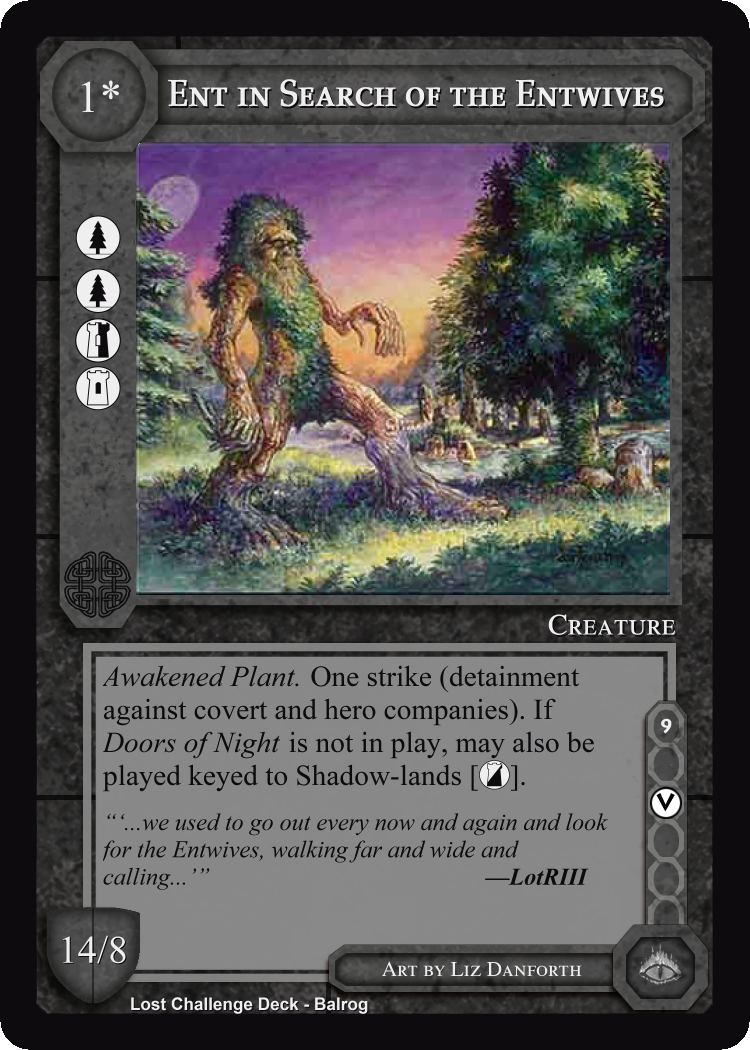 1*
ENT IN SEARCH OF THE ENTWIVES
CREATURE
Awakened Plant. One strike (detainment
against covert and hero companies). If
Doors of Night is not in play, may also be
played keyed to Shadow-lands [ ].
“‘...we used to go out every now and again and look
for the Entwives, walking far and wide and
calling...’” —LotRIII
9
V
14/8
ART BY LIZ DANFORTH
Lost Challenge Deck - Balrog